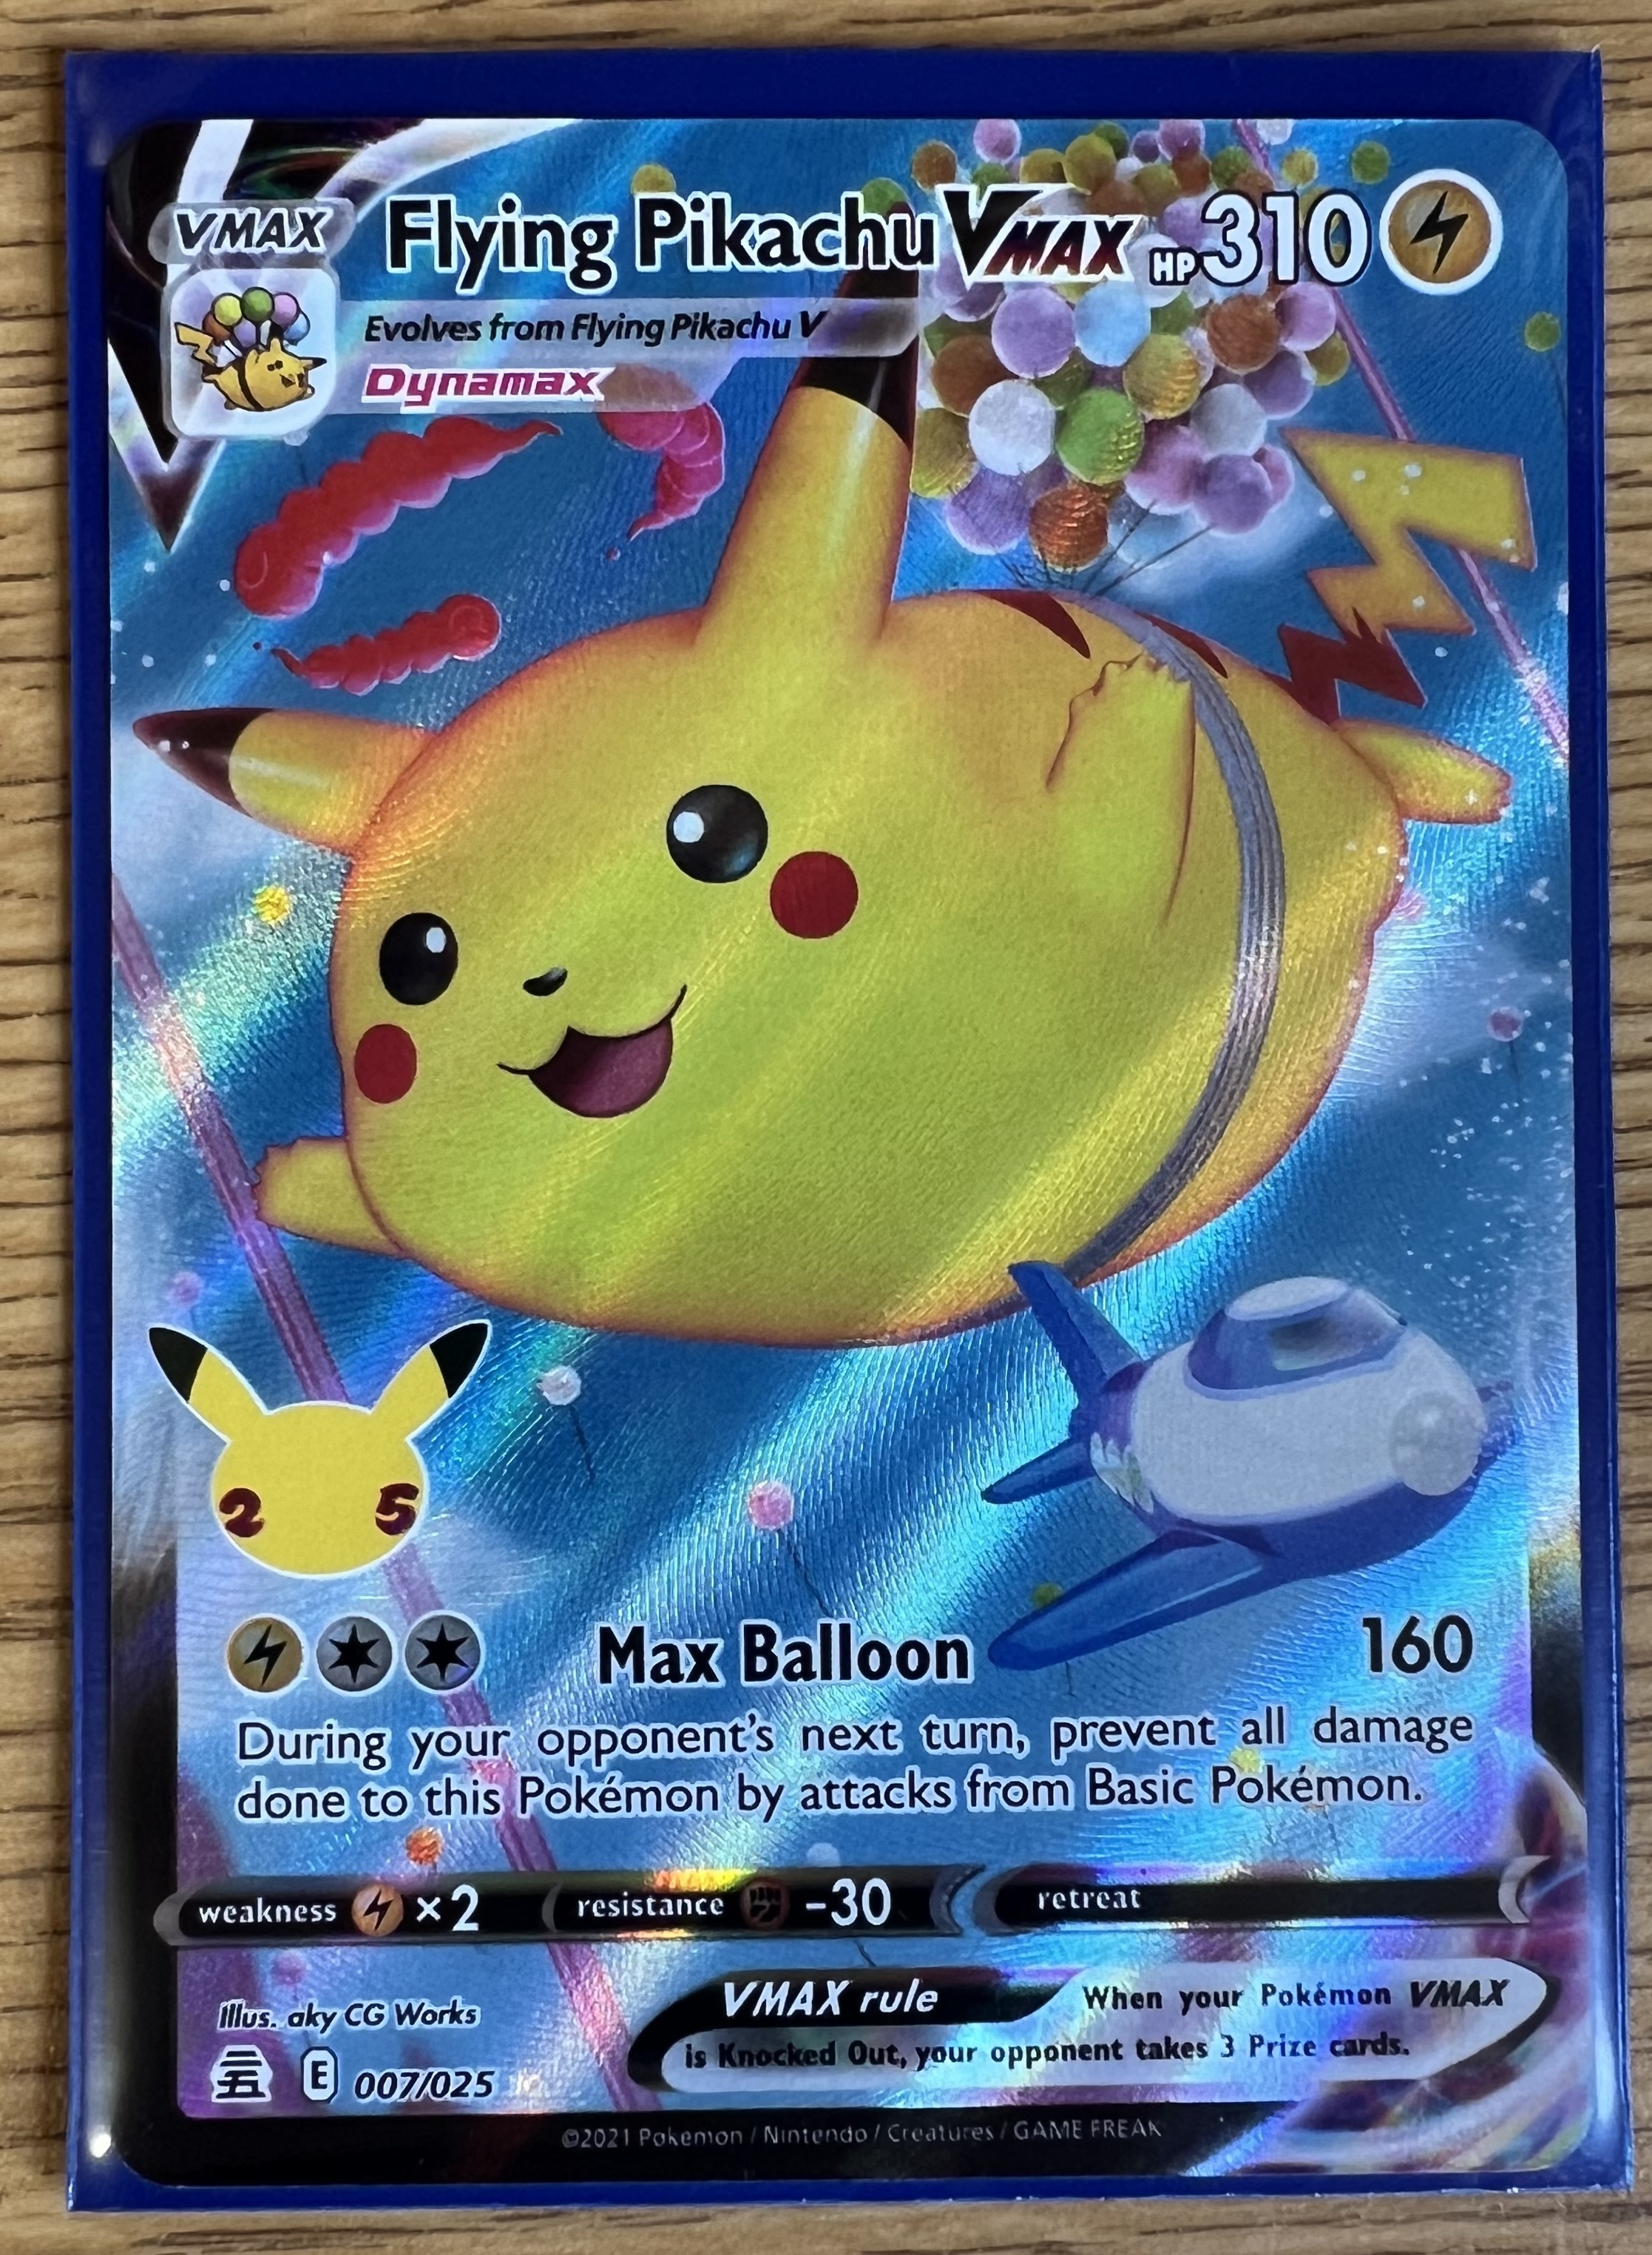 VMAX
Flying Pikachu VMAX HP 310
Evolves from Flying Pikachu V
Dynamax
2 5
Max Balloon 160
During your opponent's next turn, prevent all damage
done to this Pokémon by attacks from Basic Pokémon.
weakness ×2 resistance -30 retreat
VMAX rule When your Pokémon VMAX
is Knocked Out, your opponent takes 3 Prize cards.
Illus. aky CG Works
E 007/025
©2021 Pokémon / Nintendo / Creatures / GAME FREAK